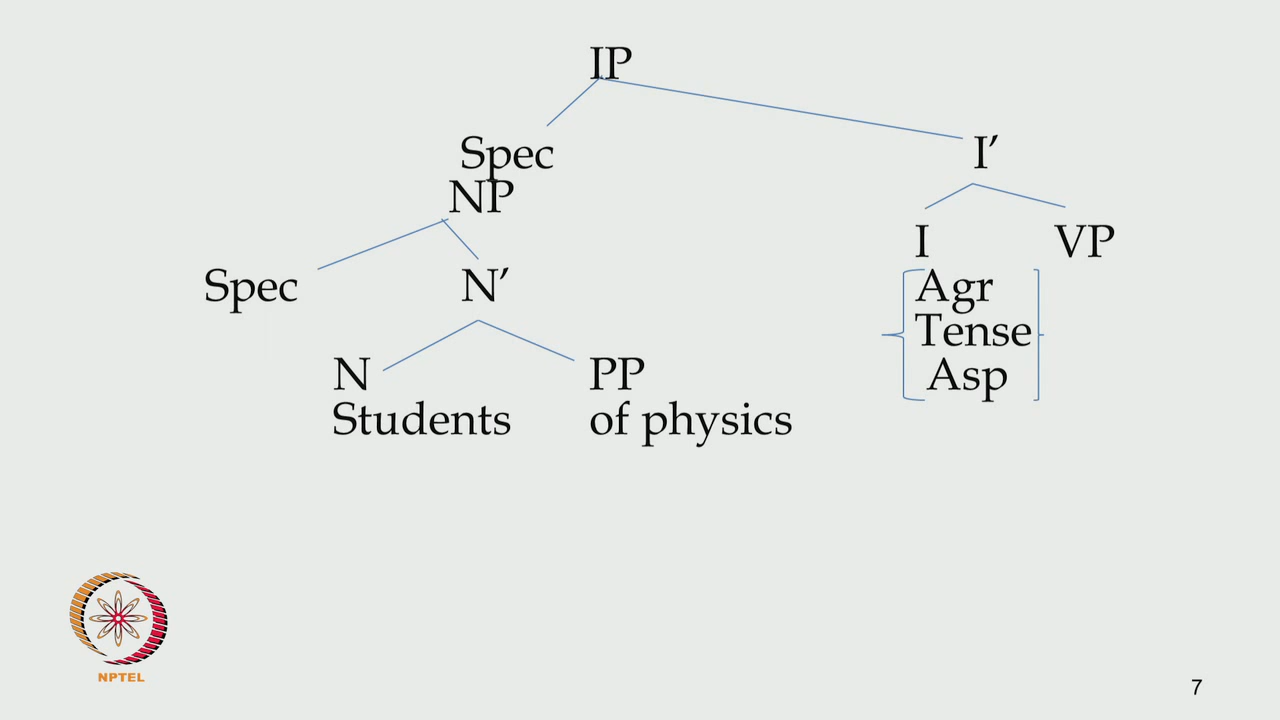 IP
Spec I’
NP
I VP
Spec N’ Agr
Tense
N PP Asp
Students of physics
NPTEL
7